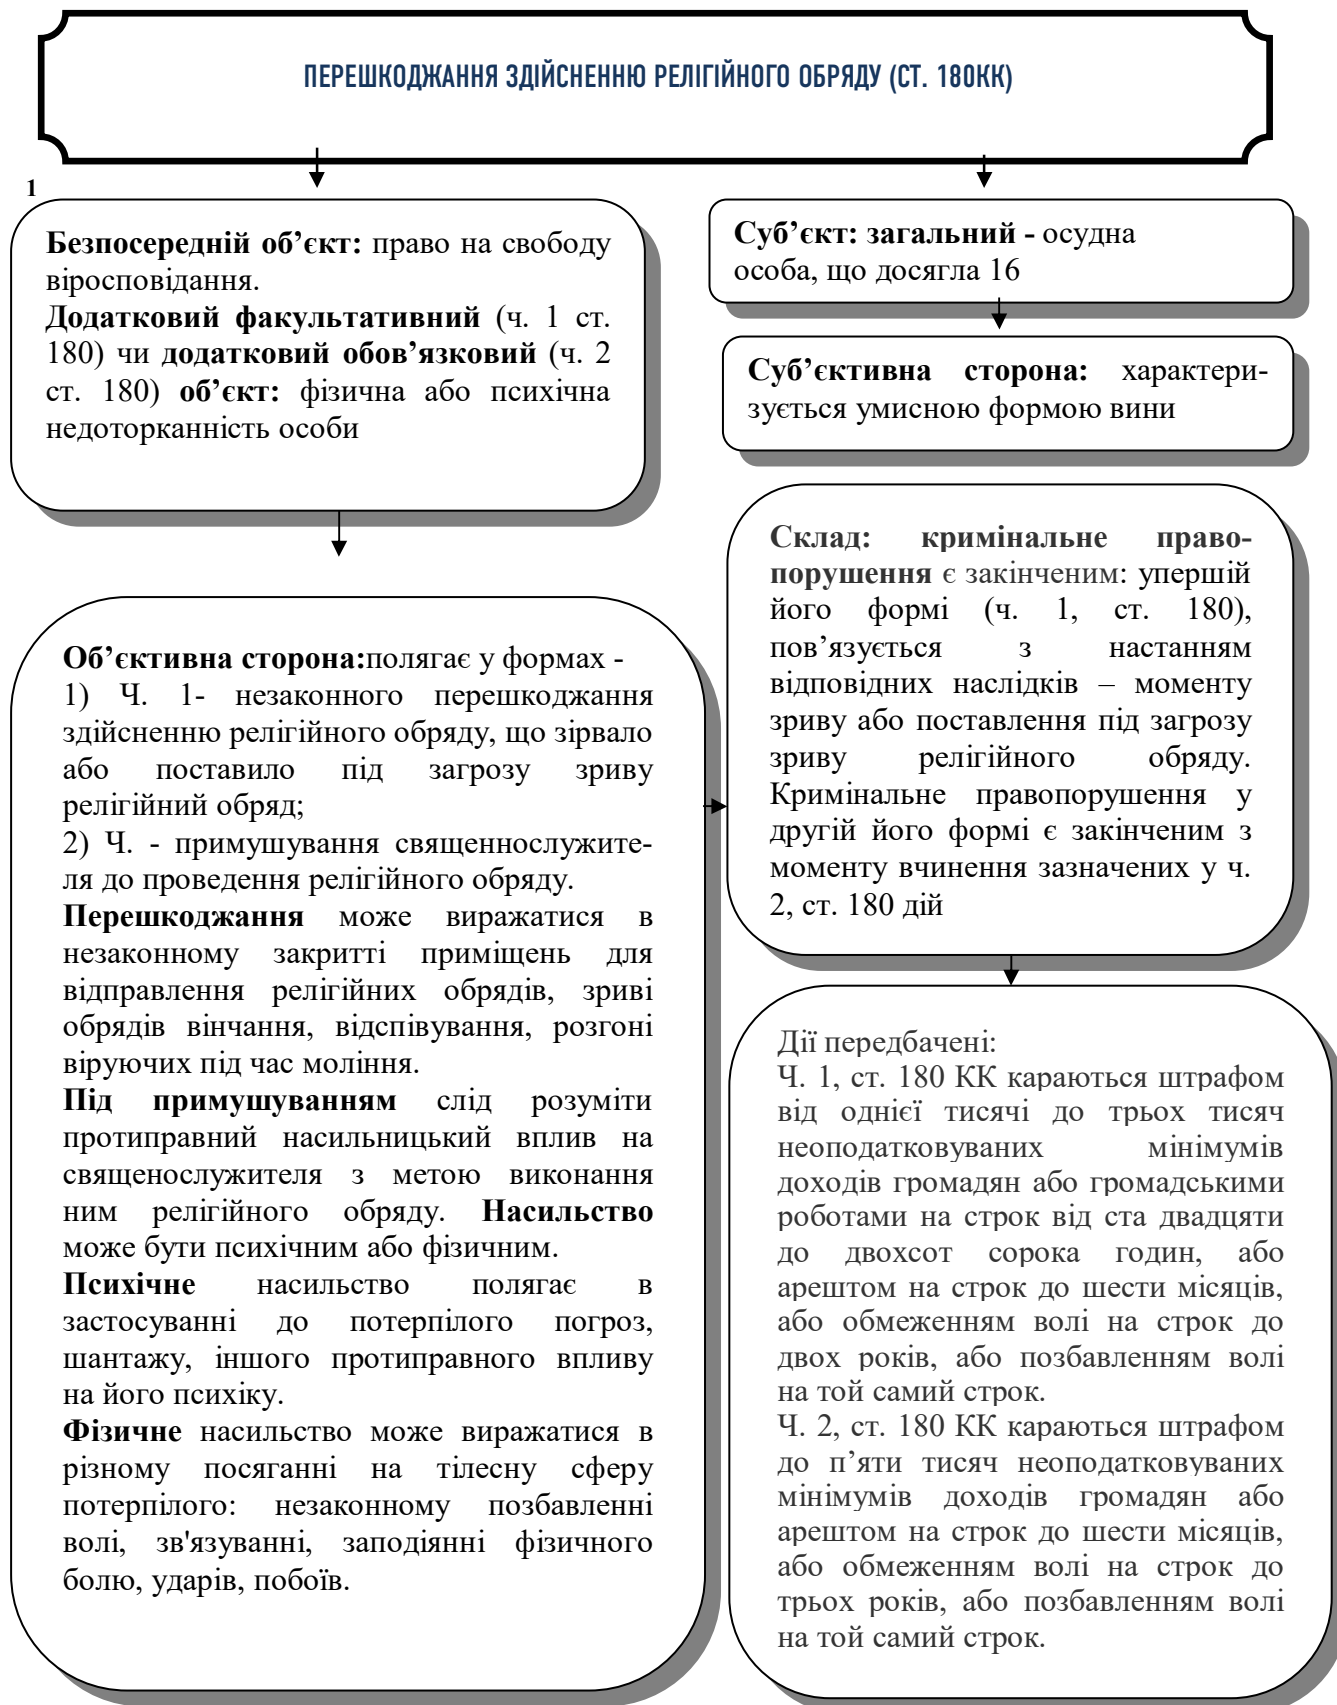 ПЕРЕШКОДЖАННЯ ЗДІЙСНЕННЮ РЕЛІГІЙНОГО ОБРЯДУ (СТ. 180КК)
1
Безпосередній об’єкт: право на свободу
віросповідання.
Додатковий факультативний (ч. 1 ст.
180) чи додатковий обов’язковий (ч. 2
ст. 180) об’єкт: фізична або психічна
недоторканність особи
Об’єктивна сторона:полягає у формах -
1) Ч. 1- незаконного перешкоджання
здійсненню релігійного обряду, що зірвало
або поставило під загрозу зриву
релігійний обряд;
2) Ч. - примушування священнослужите-
ля до проведення релігійного обряду.
Перешкоджання може виражатися в
незаконному закритті приміщень для
відправлення релігійних обрядів, зриві
обрядів вінчання, відспівування, розгоні
віруючих під час моління.
Під примушуванням слід розуміти
протиправний насильницький вплив на
священослужителя з метою виконання
ним релігійного обряду. Насильство
може бути психічним або фізичним.
Психічне насильство полягає в
застосуванні до потерпілого погроз,
шантажу, іншого протиправного впливу
на його психіку.
Фізичне насильство може виражатися в
різному посяганні на тілесну сферу
потерпілого: незаконному позбавленні
волі, зв'язуванні, заподіянні фізичного
болю, ударів, побоїв.
Суб’єкт: загальний - осудна
особа, що досягла 16
Суб’єктивна сторона: характери-
зується умисною формою вини
Склад: кримінальне право-
порушення є закінченим: упершій
його формі (ч. 1, ст. 180),
пов’язується з настанням
відповідних наслідків – моменту
зриву або поставлення під загрозу
зриву релігійного обряду.
Кримінальне правопорушення у
другій його формі є закінченим з
моменту вчинення зазначених у ч.
2, ст. 180 дій
Дії передбачені:
Ч. 1, ст. 180 КК караються штрафом
від однієї тисячі до трьох тисяч
неоподатковуваних мінімумів
доходів громадян або громадськими
роботами на строк від ста двадцяти
до двохсот сорока годин, або
арештом на строк до шести місяців,
або обмеженням волі на строк до
двох років, або позбавленням волі
на той самий строк.
Ч. 2, ст. 180 КК караються штрафом
до п’яти тисяч неоподатковуваних
мінімумів доходів громадян або
арештом на строк до шести місяців,
або обмеженням волі на строк до
трьох років, або позбавленням волі
на той самий строк.